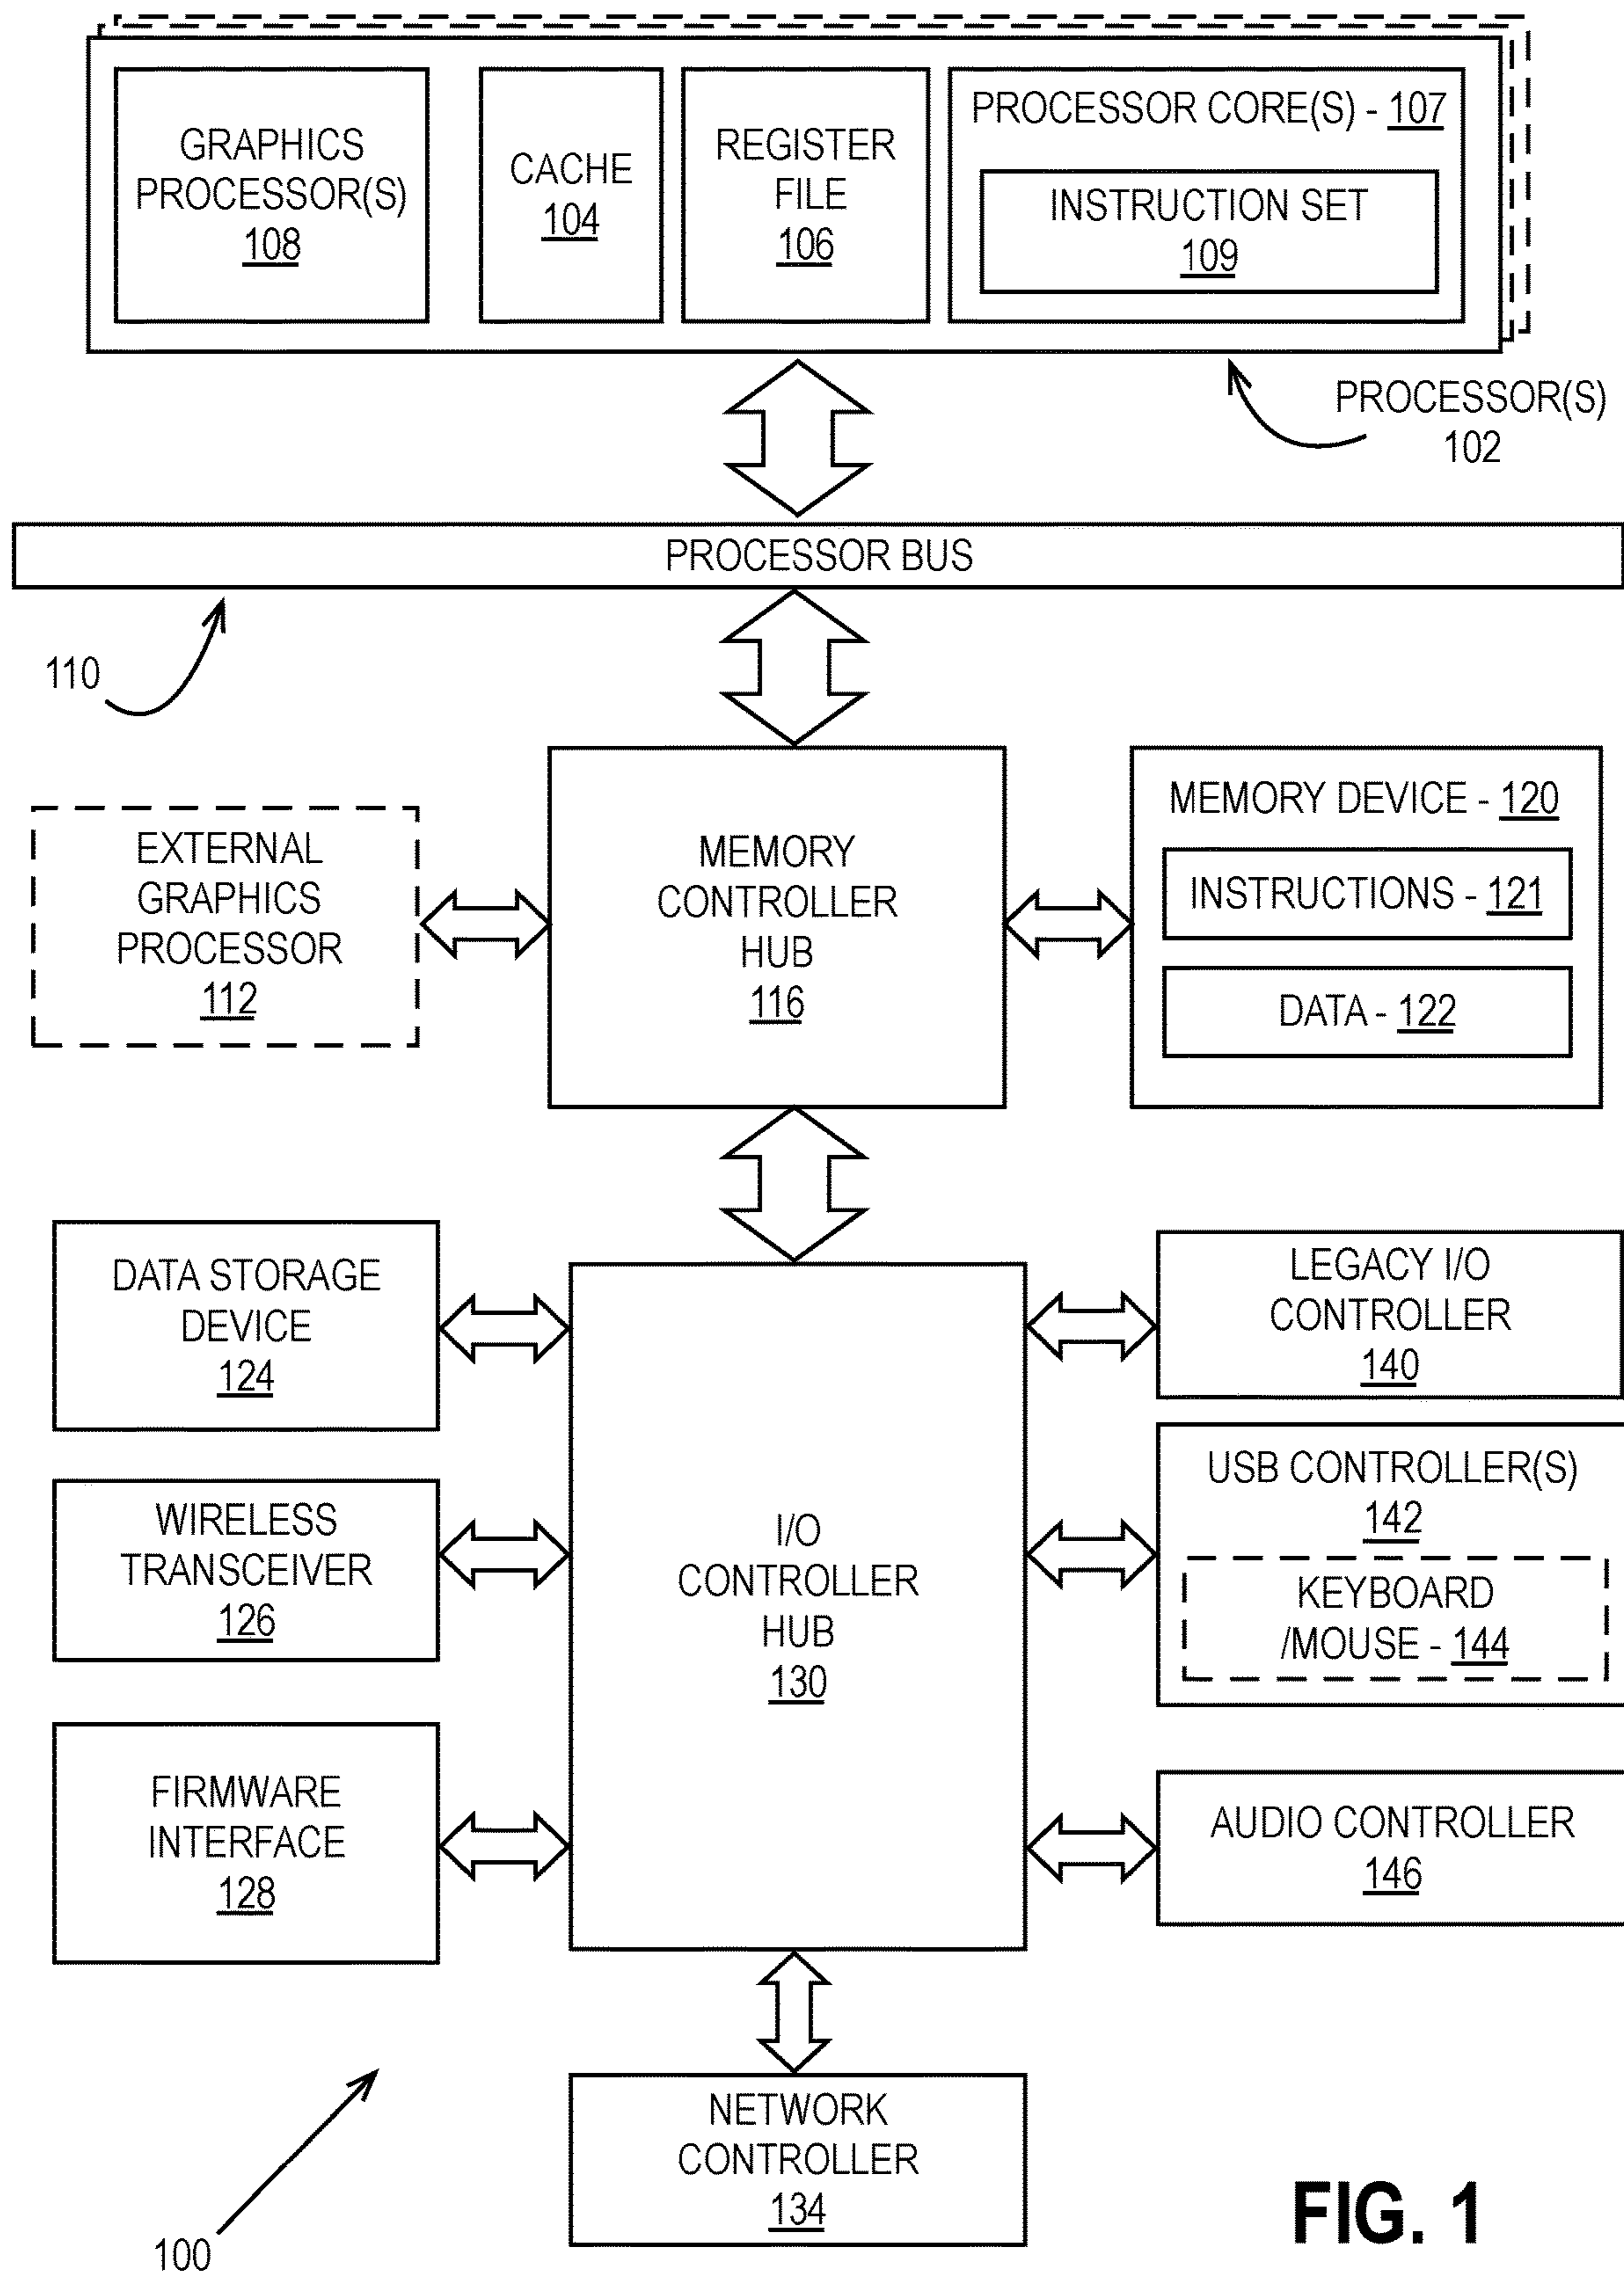 GRAPHICS
PROCESSOR(S)
108
CACHE
104
REGISTER
FILE
106
PROCESSOR CORE(S) - 107
INSTRUCTION SET
109
PROCESSOR(S)
102
PROCESSOR BUS
110
EXTERNAL
GRAPHICS
PROCESSOR
112
MEMORY
CONTROLLER
HUB
116
MEMORY DEVICE - 120
INSTRUCTIONS - 121
DATA - 122
DATA STORAGE
DEVICE
124
WIRELESS
TRANSCEIVER
126
FIRMWARE
INTERFACE
128
I/O
CONTROLLER
HUB
130
LEGACY I/O
CONTROLLER
140
USB CONTROLLER(S)
142
KEYBOARD
/MOUSE - 144
AUDIO CONTROLLER
146
NETWORK
CONTROLLER
134
100
FIG. 1